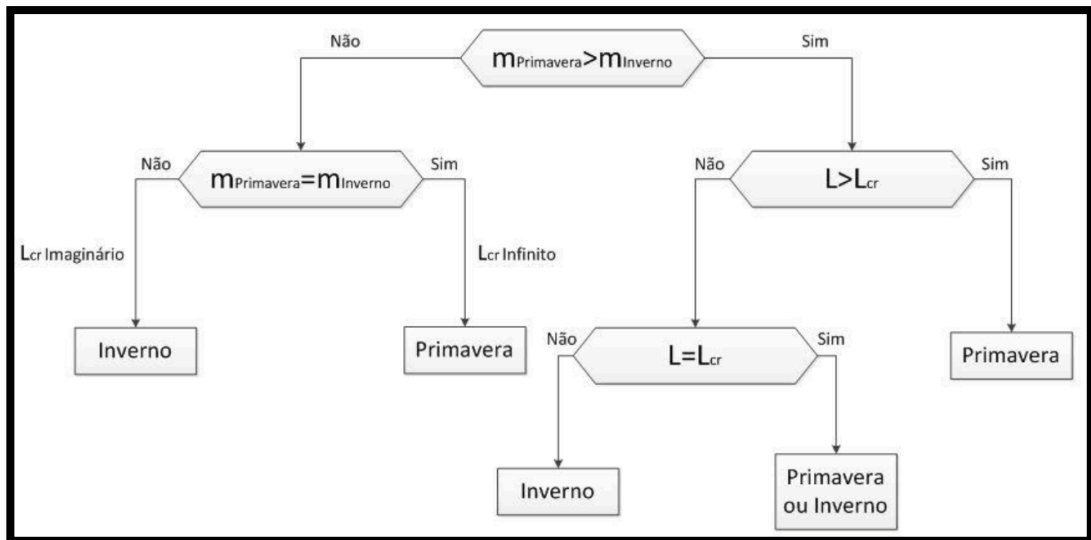 Não
Sim
mPrimavera>mInverno
Não
Sim
mPrimavera=mInverno
Não
Sim
L>Lcr
Lcr Imaginário
Lcr Infinito
Inverno
Primavera
Não
Sim
L=Lcr
Primavera
Inverno
Primavera
ou Inverno